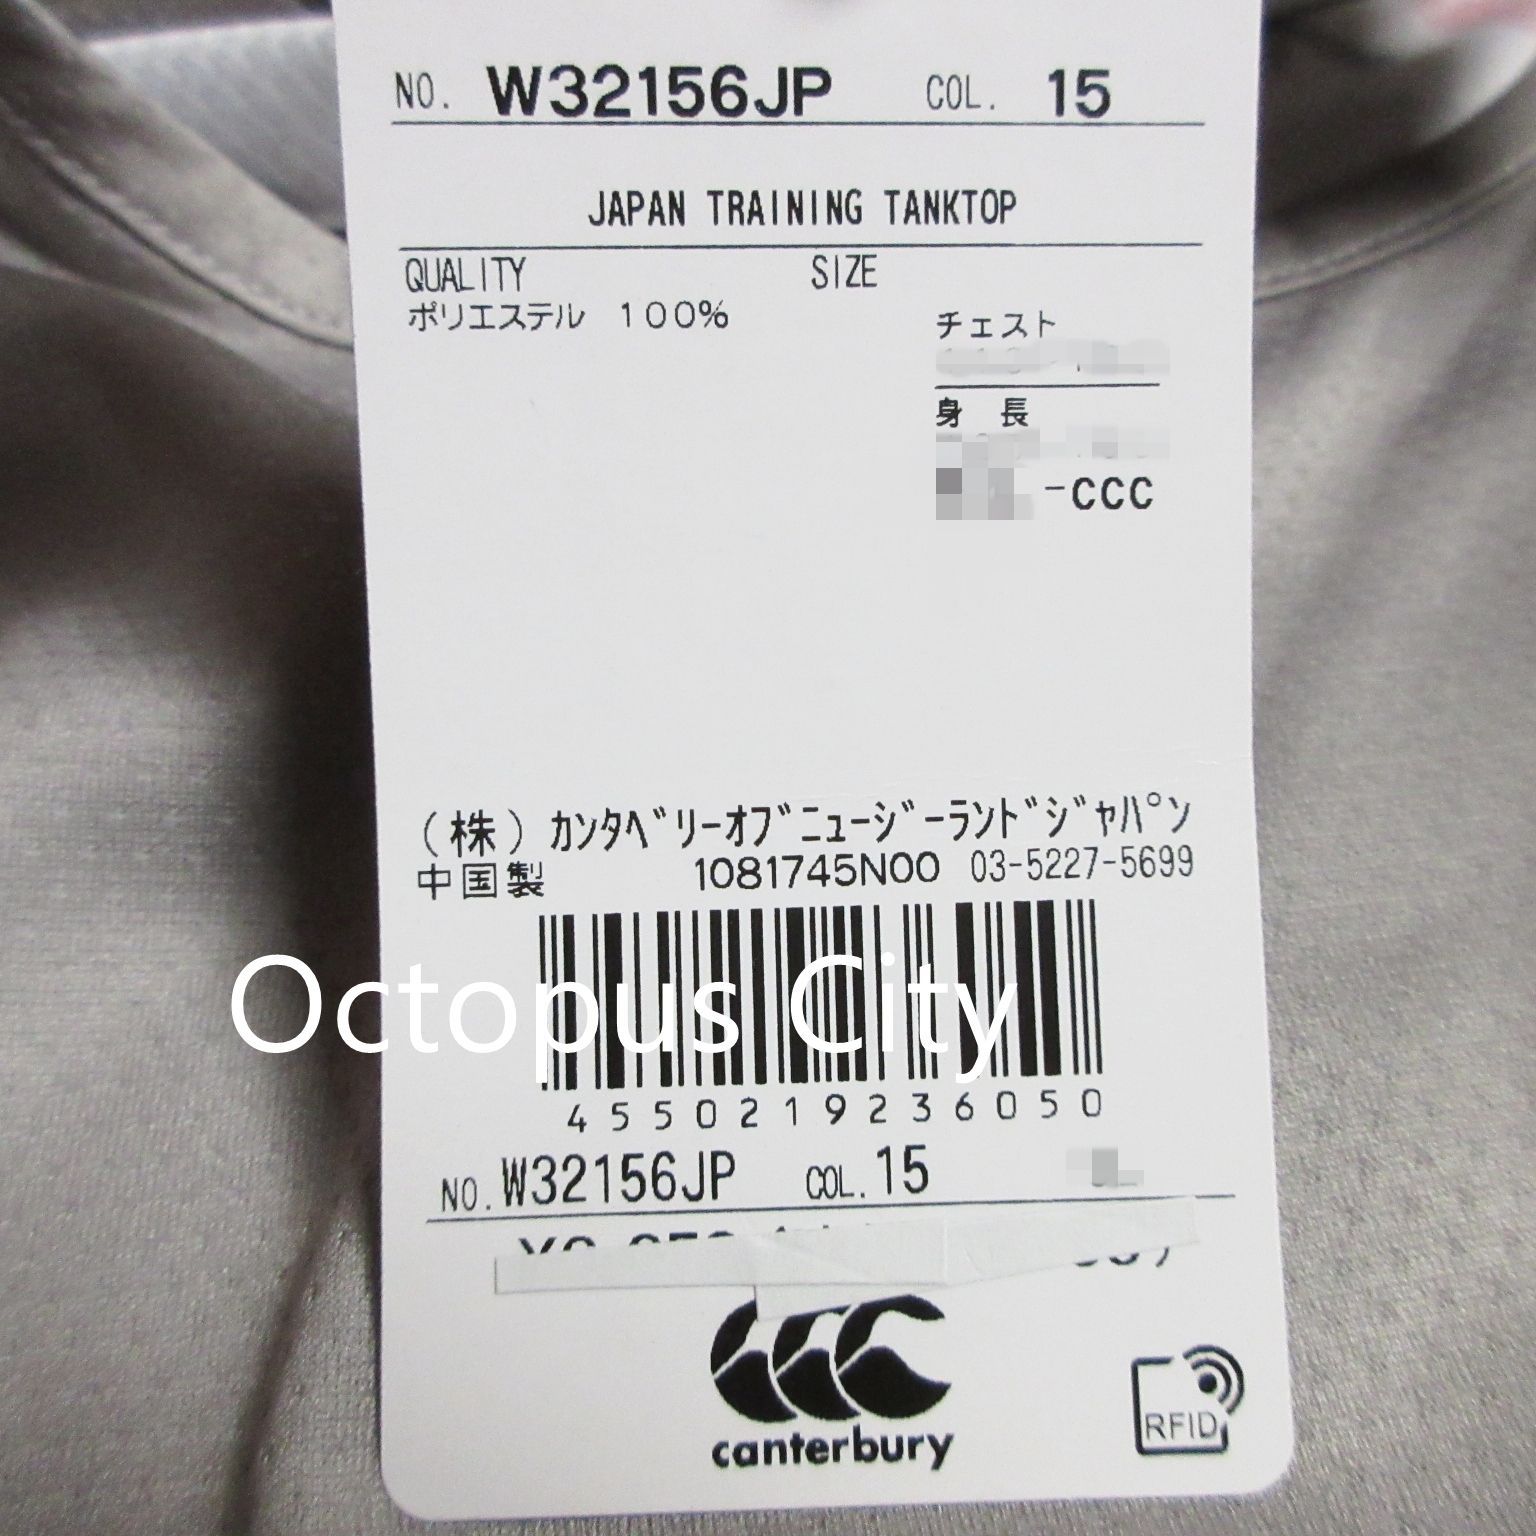 NO. W32156JP COL. 15
JAPAN TRAINING TANKTOP
QUALITY SIZE
ポリエステル 100%
チェスト
身 長
-CCC
(株)カンタベリーオブニュージーランドジャパン
中国製 1081745N00 03-5227-5699
Octopus City
4550219236050
NO. W32156JP COL. 15
canterbury
RFID